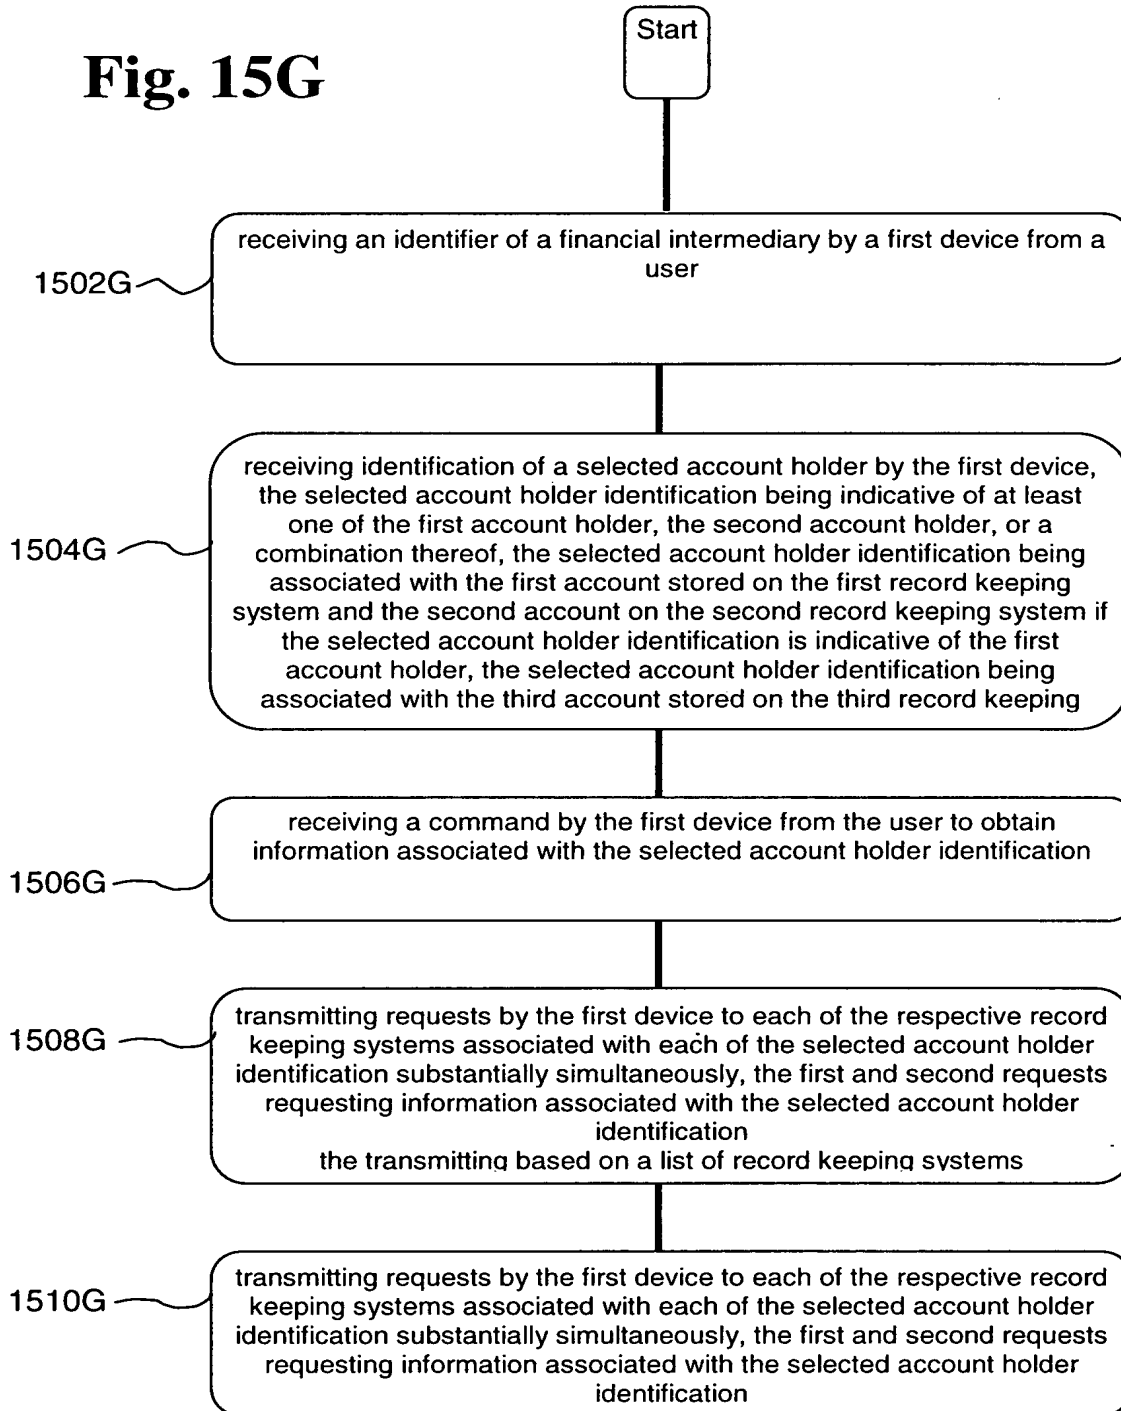 Fig. 15G
Start
receiving an identifier of a financial intermediary by a first device from a
user
1502G
receiving identification of a selected account holder by the first device,
the selected account holder identification being indicative of at least
one of the first account holder, the second account holder, or a
combination thereof, the selected account holder identification being
associated with the first account stored on the first record keeping
system and the second account on the second record keeping system if
the selected account holder identification is indicative of the first
account holder, the selected account holder identification being
associated with the third account stored on the third record keeping
1504G
receiving a command by the first device from the user to obtain
information associated with the selected account holder identification
1506G
transmitting requests by the first device to each of the respective record
keeping systems associated with each of the selected account holder
identification substantially simultaneously, the first and second requests
requesting information associated with the selected account holder
identification
the transmitting based on a list of record keeping systems
1508G
transmitting requests by the first device to each of the respective record
keeping systems associated with each of the selected account holder
identification substantially simultaneously, the first and second requests
requesting information associated with the selected account holder
identification
1510G